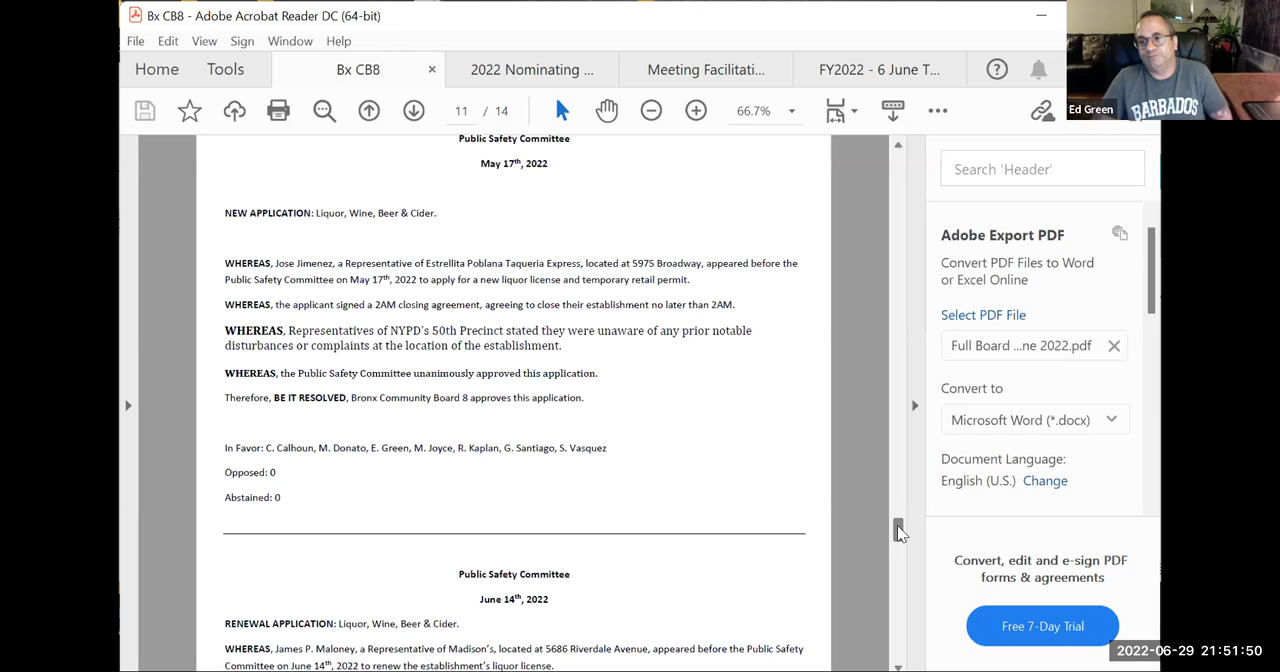 Bx CB8 - Adobe Acrobat Reader DC (64-bit)
File Edit View Sign Window Help
Home Tools Bx CB8 × 2022 Nominating ... Meeting Facilitati... FY2022 - 6 June T...
11 / 14 66.7%
Ed Green
BARBADOS
Public Safety Committee
May 17th, 2022
NEW APPLICATION: Liquor, Wine, Beer & Cider.
WHEREAS, Jose Jimenez, a Representative of Estrellita Poblana Taqueria Express, located at 5975 Broadway, appeared before the
Public Safety Committee on May 17th, 2022 to apply for a new liquor license and temporary retail permit.
WHEREAS, the applicant signed a 2AM closing agreement, agreeing to close their establishment no later than 2AM.
WHEREAS, Representatives of NYPD's 50th Precinct stated they were unaware of any prior notable
disturbances or complaints at the location of the establishment.
WHEREAS, the Public Safety Committee unanimously approved this application.
Therefore, BE IT RESOLVED, Bronx Community Board 8 approves this application.
In Favor: C. Calhoun, M. Donato, E. Green, M. Joyce, R. Kaplan, G. Santiago, S. Vasquez
Opposed: 0
Abstained: 0
Public Safety Committee
June 14th, 2022
RENEWAL APPLICATION: Liquor, Wine, Beer & Cider.
WHEREAS, James P. Maloney, a Representative of Madison's, located at 5686 Riverdale Avenue, appeared before the Public Safety
Committee on June 14th, 2022 to renew the establishment's liquor license.
Search 'Header'
Adobe Export PDF
Convert PDF Files to Word
or Excel Online
Select PDF File
Full Board ...ne 2022.pdf
Convert to
Microsoft Word (*.docx)
Document Language:
English (U.S.) Change
Convert, edit and e-sign PDF
forms & agreements
Free 7-Day Trial
2022-06-29 21:51:50